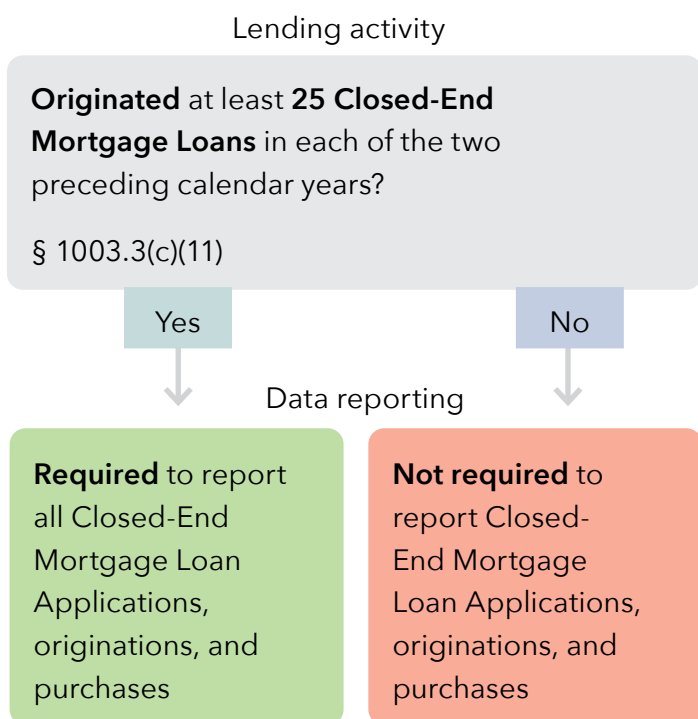 Lending activity
Originated at least 25 Closed-End
Mortgage Loans in each of the two
preceding calendar years?
§ 1003.3(c)(11)
Yes
No
Data reporting
Required to report
all Closed-End
Mortgage Loan
Applications,
originations, and
purchases
Not required to
report Closed-
End Mortgage
Loan Applications,
originations, and
purchases